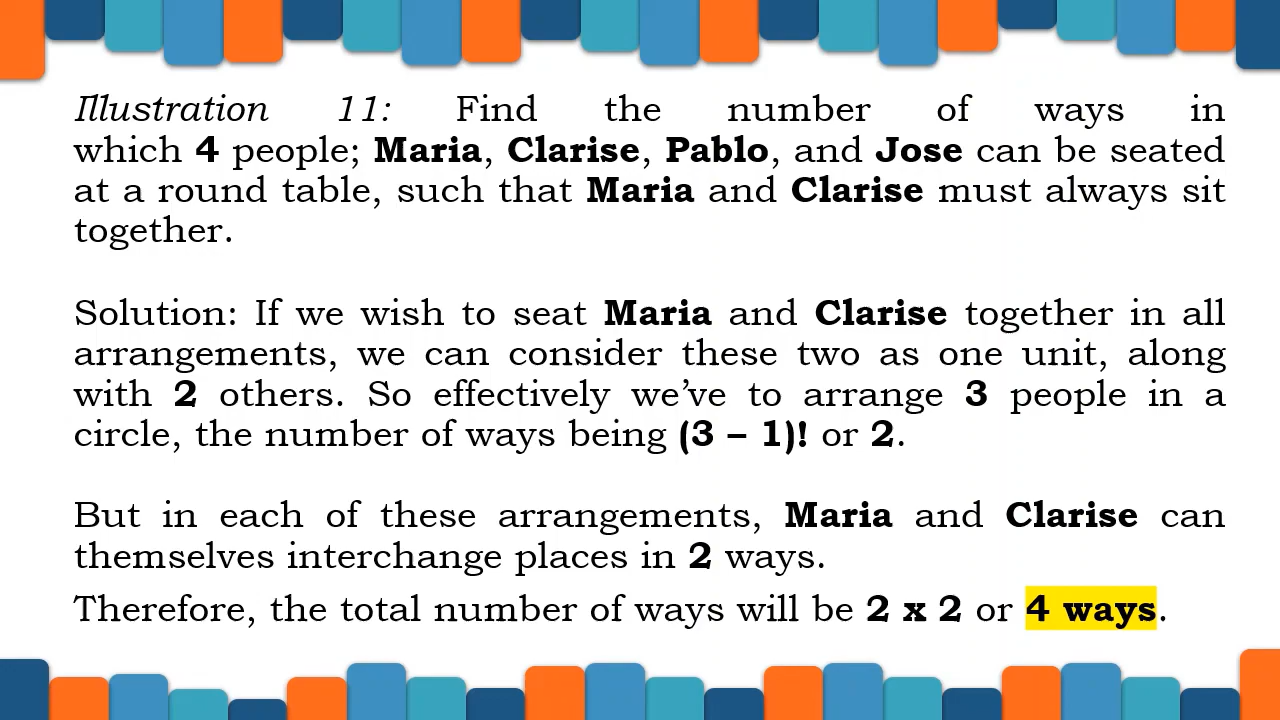 Illustration 11: Find the number of ways in
which 4 people; Maria, Clarise, Pablo, and Jose can be seated
at a round table, such that Maria and Clarise must always sit
together.
Solution: If we wish to seat Maria and Clarise together in all
arrangements, we can consider these two as one unit, along
with 2 others. So effectively we’ve to arrange 3 people in a
circle, the number of ways being (3 – 1)! or 2.
But in each of these arrangements, Maria and Clarise can
themselves interchange places in 2 ways.
Therefore, the total number of ways will be 2 x 2 or 4 ways.